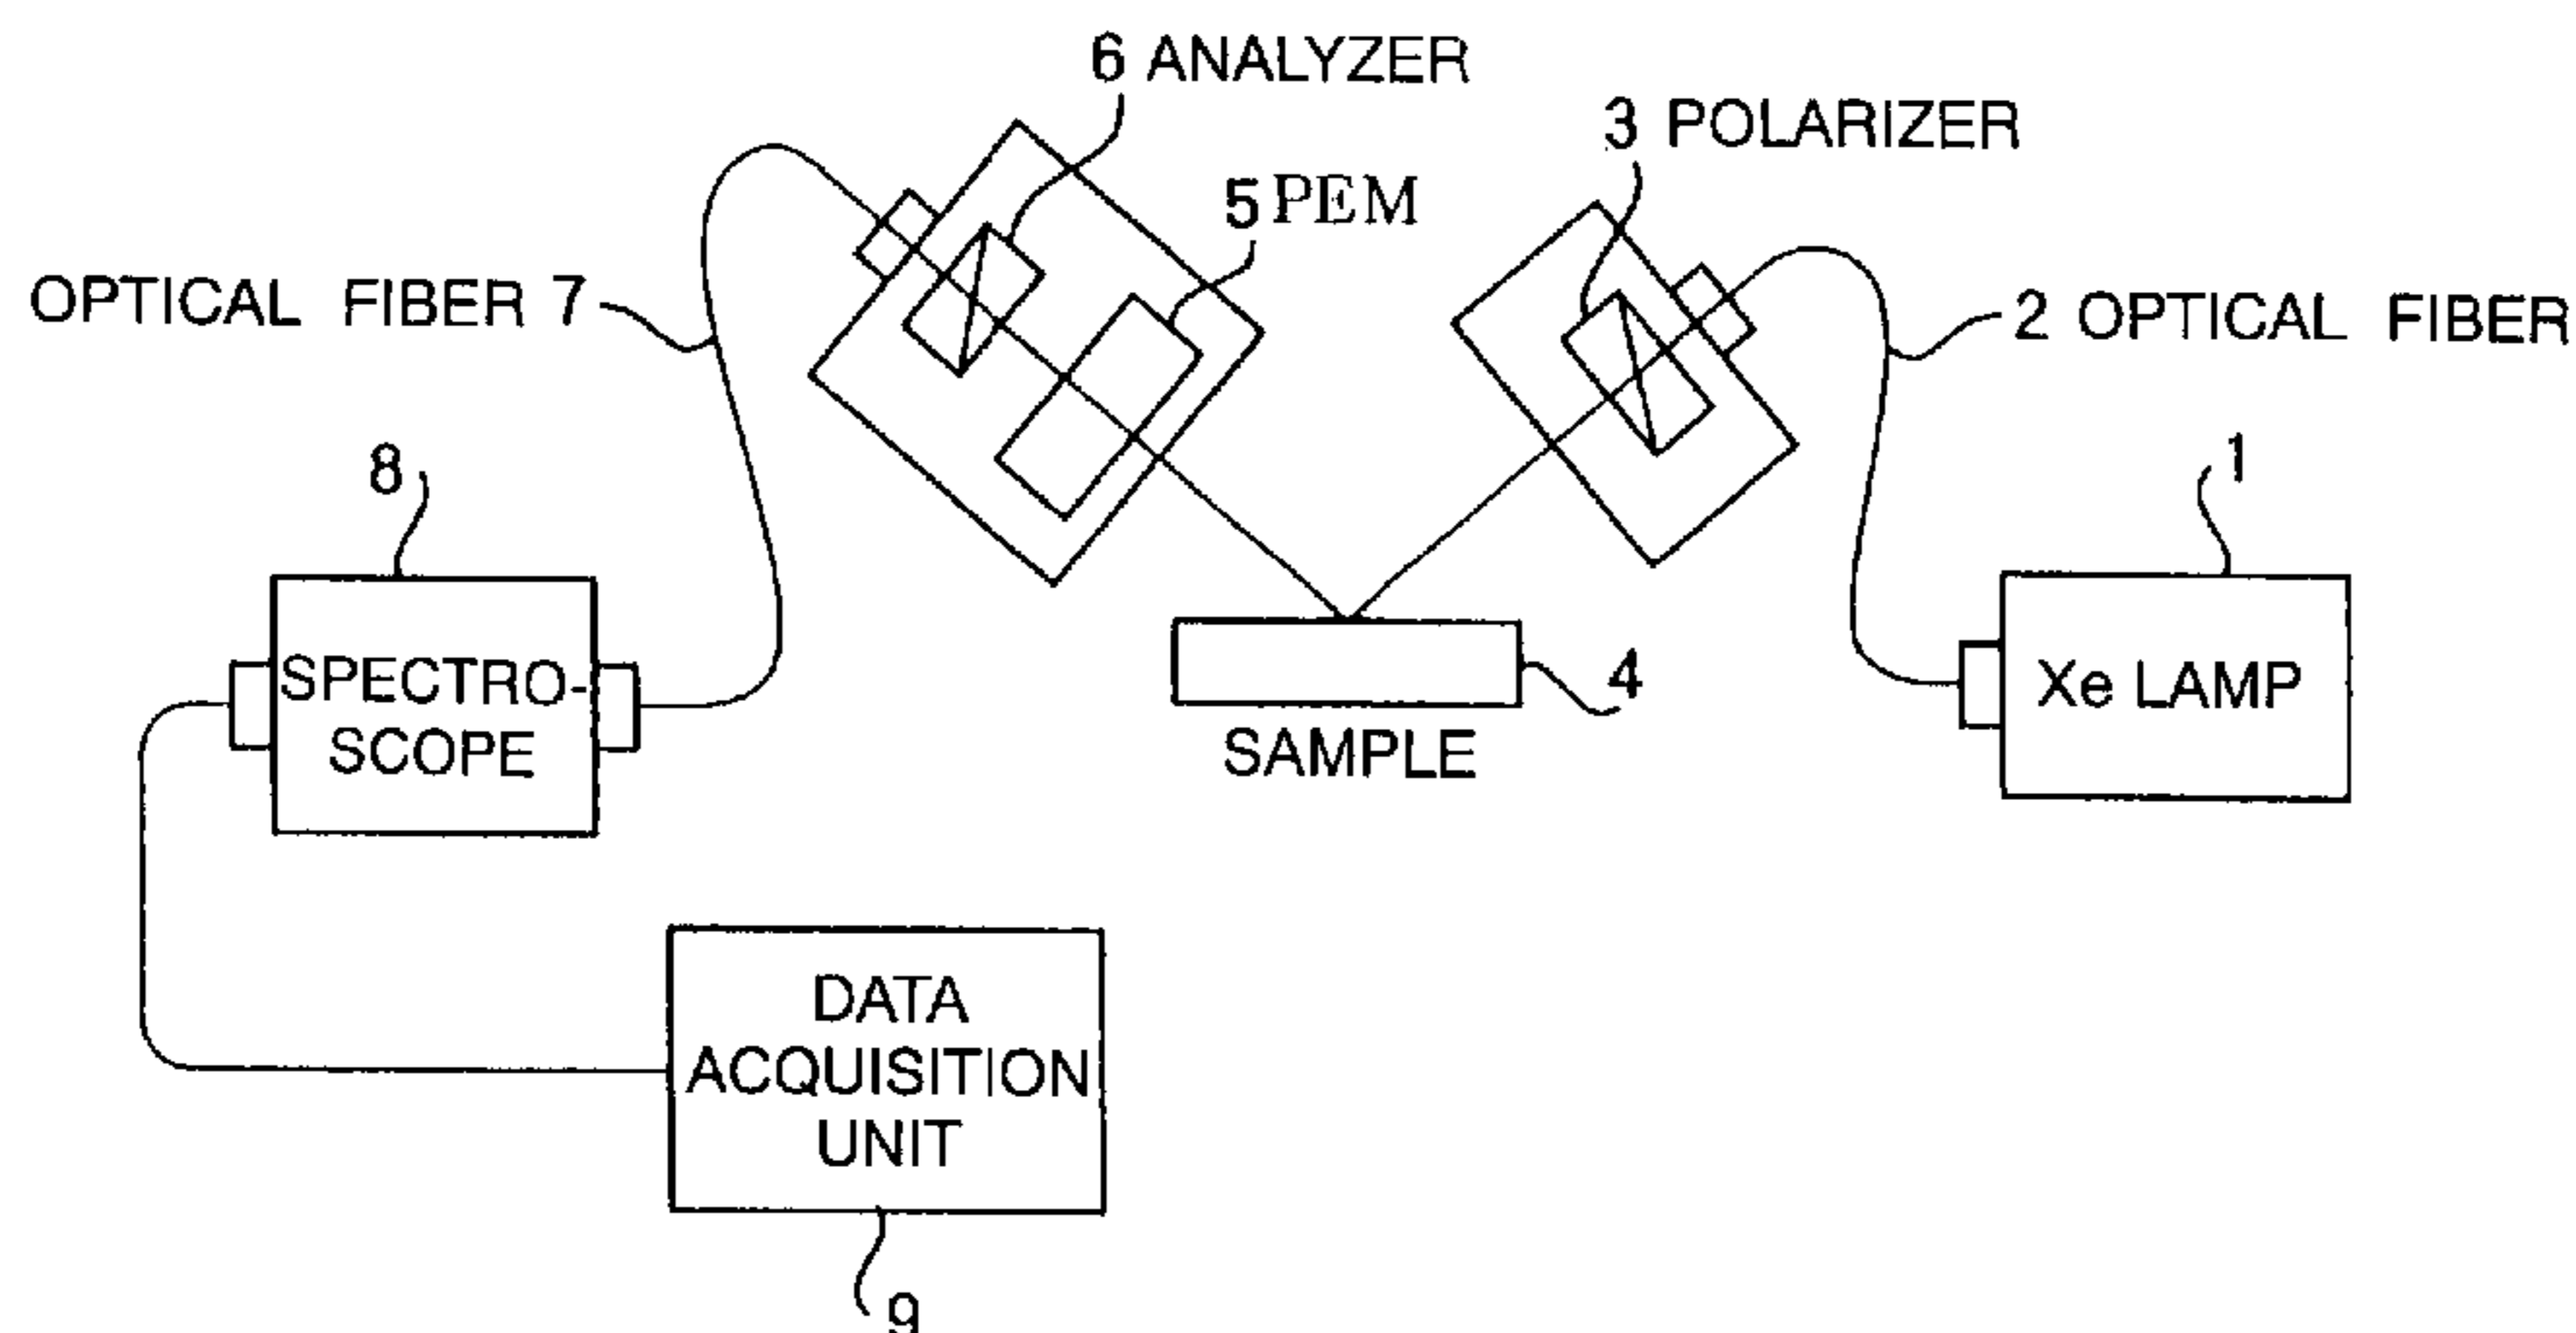 6 ANALYZER
3 POLARIZER
5 PEM
OPTICAL FIBER 7
2 OPTICAL FIBER
8
1
SPECTRO-
SCOPE
4
Xe LAMP
SAMPLE
DATA
ACQUISITION
UNIT
9